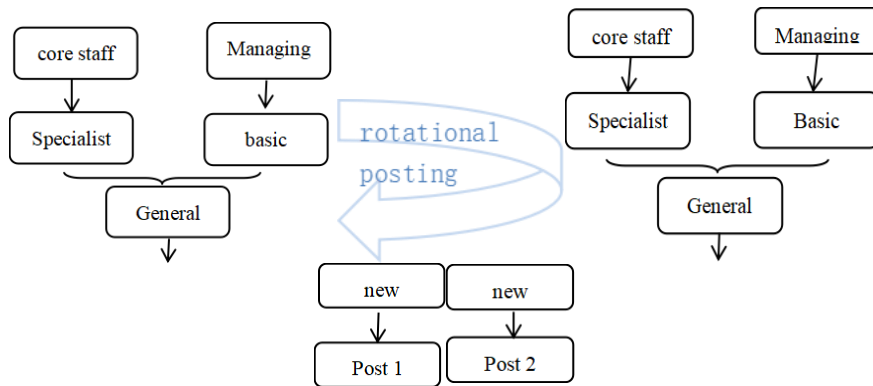 core staff
Managing
Specialist
basic
General
rotational
posting
core staff
Managing
Specialist
Basic
General
new
new
Post 1
Post 2